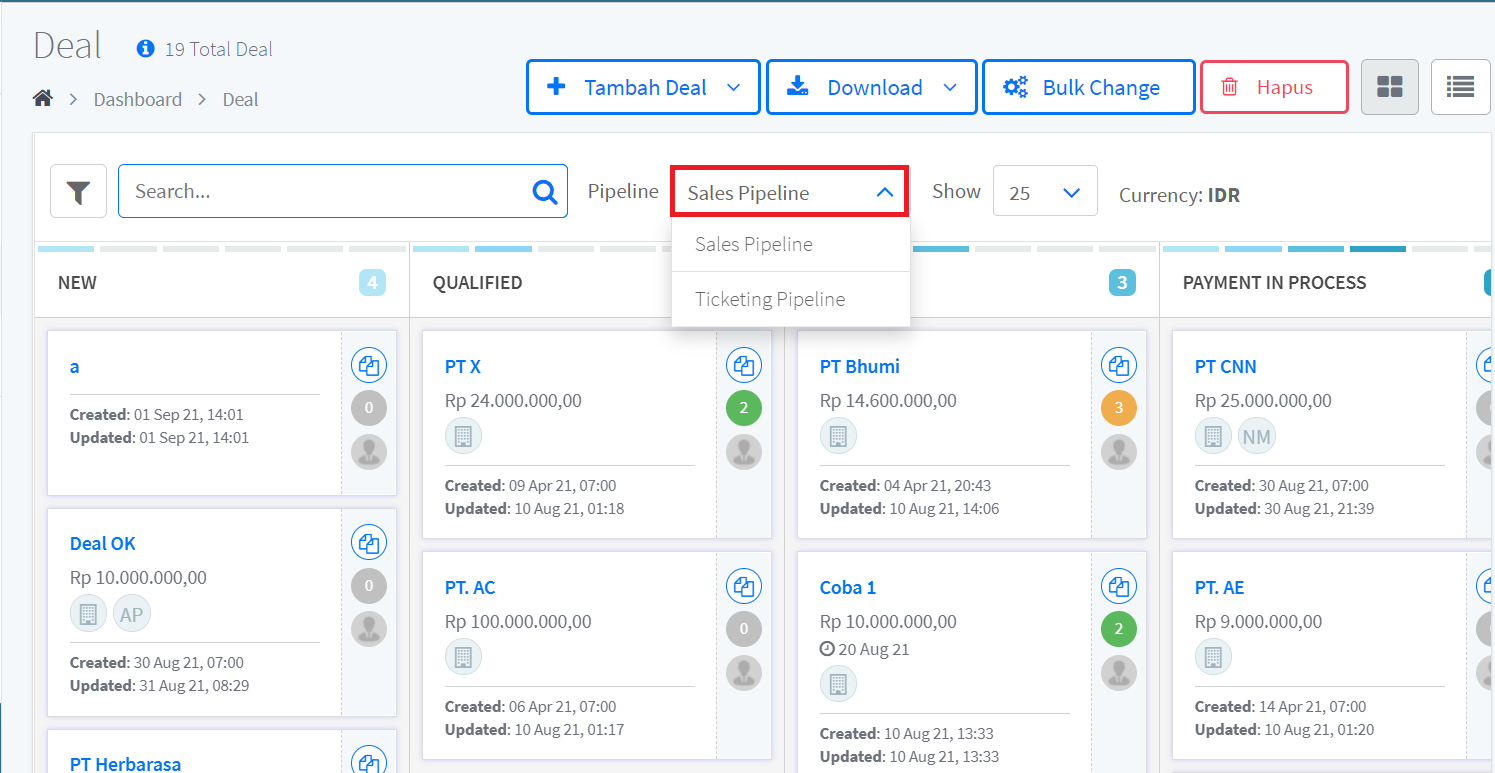 Deal
19 Total Deal
Dashboard > Deal
Tambah Deal
Download
Bulk Change
Hapus
Search...
Pipeline
Sales Pipeline
Show
25
Currency: IDR
Sales Pipeline
Ticketing Pipeline
NEW
4
a
0
Created: 01 Sep 21, 14:01
Updated: 01 Sep 21, 14:01
Deal OK
Rp 10.000.000,00
0
AP
Created: 30 Aug 21, 07:00
Updated: 31 Aug 21, 08:29
PT Herbarasa
QUALIFIED
PT X
Rp 24.000.000,00
2
Created: 09 Apr 21, 07:00
Updated: 10 Aug 21, 01:18
PT. AC
Rp 100.000.000,00
0
Created: 06 Apr 21, 07:00
Updated: 10 Aug 21, 01:17
3
PT Bhumi
Rp 14.600.000,00
3
Created: 04 Apr 21, 20:43
Updated: 10 Aug 21, 14:06
Coba 1
Rp 10.000.000,00
2
20 Aug 21
Created: 10 Aug 21, 13:33
Updated: 10 Aug 21, 13:33
PAYMENT IN PROCESS
PT CNN
Rp 25.000.000,00
NM
Created: 30 Aug 21, 07:00
Updated: 30 Aug 21, 21:39
PT. AE
Rp 9.000.000,00
Created: 14 Apr 21, 07:00
Updated: 10 Aug 21, 01:20